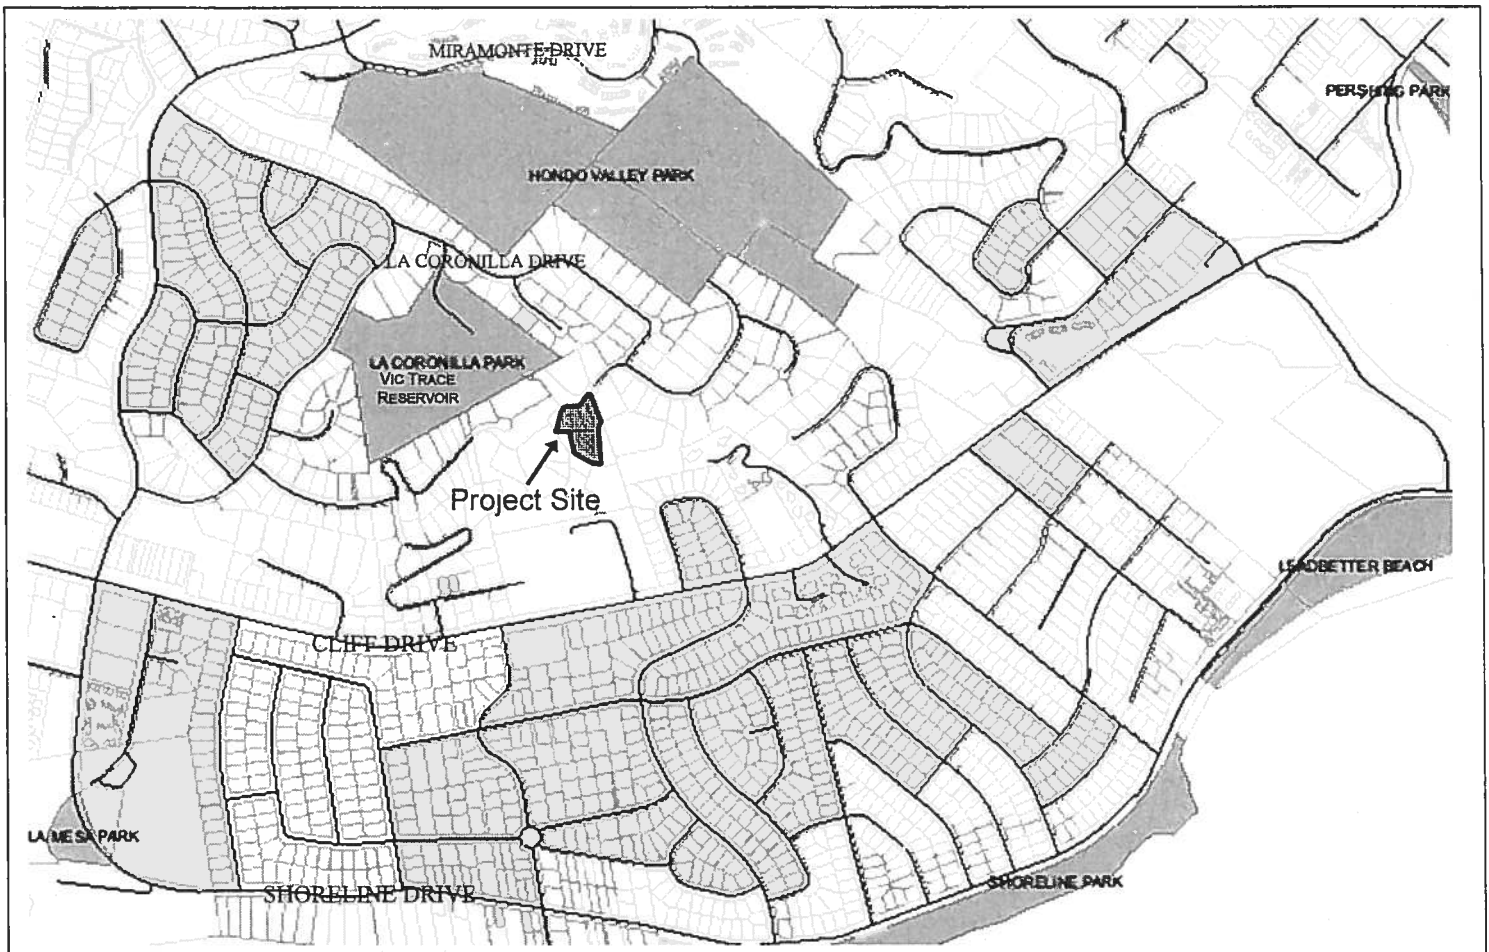 MIRAMONTE DRIVE
PERSHING PARK
HONDO VALLEY PARK
LA CORONILLA DRIVE
LA CORONILLA PARK
VIC TRACE
RESERVOIR
Project Site
LEADBETTER BEACH
CLIFF DRIVE
LA MESA PARK
SHORELINE PARK
SHORELINE DRIVE